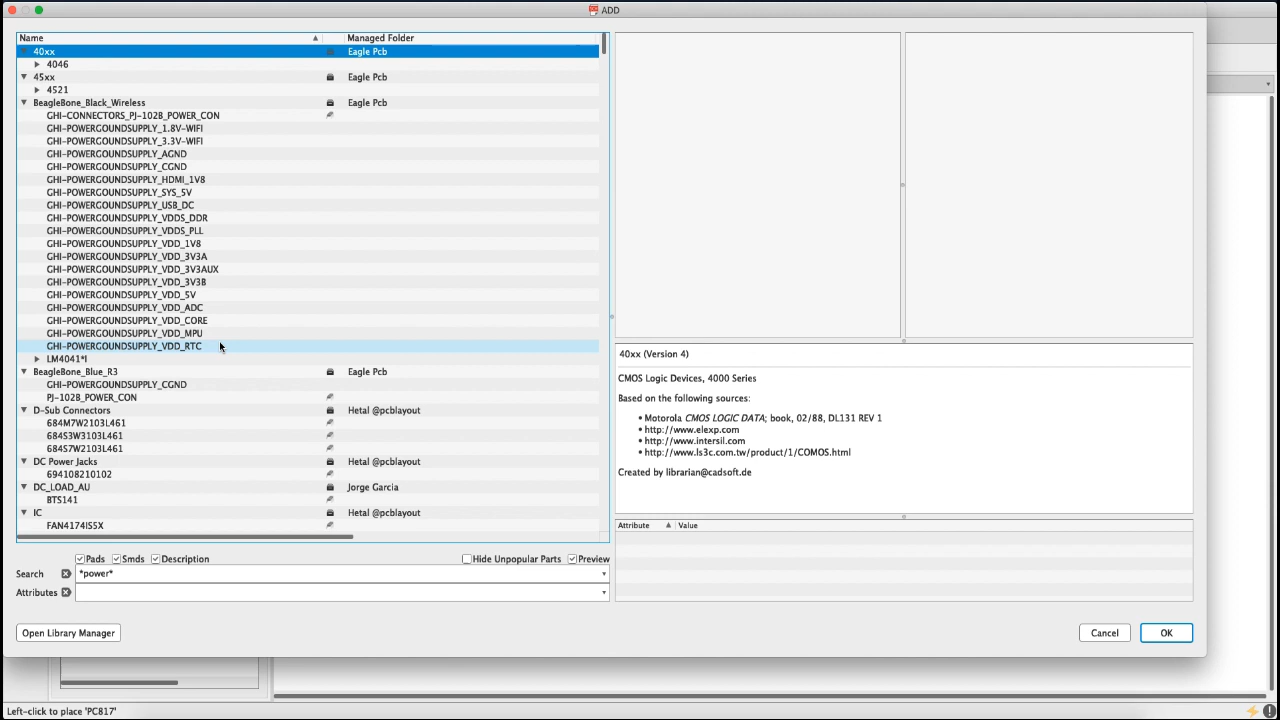 ADD
Name Managed Folder
40xx Eagle Pcb
4046
45xx Eagle Pcb
4521
BeagleBone_Black_Wireless Eagle Pcb
GHI-CONNECTORS_PJ-102B_POWER_CON
GHI-POWERGOUNDSUPPLY_1.8V-WIFI
GHI-POWERGOUNDSUPPLY_3.3V-WIFI
GHI-POWERGOUNDSUPPLY_AGND
GHI-POWERGOUNDSUPPLY_CGND
GHI-POWERGOUNDSUPPLY_HDMI_1V8
GHI-POWERGOUNDSUPPLY_SYS_5V
GHI-POWERGOUNDSUPPLY_USB_DC
GHI-POWERGOUNDSUPPLY_VDDS_DDR
GHI-POWERGOUNDSUPPLY_VDDS_PLL
GHI-POWERGOUNDSUPPLY_VDD_1V8
GHI-POWERGOUNDSUPPLY_VDD_3V3A
GHI-POWERGOUNDSUPPLY_VDD_3V3AUX
GHI-POWERGOUNDSUPPLY_VDD_3V3B
GHI-POWERGOUNDSUPPLY_VDD_5V
GHI-POWERGOUNDSUPPLY_VDD_ADC
GHI-POWERGOUNDSUPPLY_VDD_CORE
GHI-POWERGOUNDSUPPLY_VDD_MPU
GHI-POWERGOUNDSUPPLY_VDD_RTC
LM4041*I
BeagleBone_Blue_R3 Eagle Pcb
GHI-POWERGOUNDSUPPLY_CGND
PJ-102B_POWER_CON
D-Sub Connectors Hetal @pcblayout
684M7W2103L461
684S3W3103L461
684S7W2103L461
DC Power Jacks Hetal @pcblayout
694108210102
DC_LOAD_AU Jorge Garcia
BTS141
IC Hetal @pcblayout
FAN4174IS5X
Pads Smds Description Hide Unpopular Parts Preview
Search *power*
Attributes
Open Library Manager
40xx (Version 4)
CMOS Logic Devices, 4000 Series
Based on the following sources:
• Motorola CMOS LOGIC DATA; book, 02/88, DL131 REV 1
• http://www.elexp.com
• http://www.intersil.com
• http://www.ls3c.com.tw/product/1/COMOS.html
Created by librarian@cadsoft.de
Attribute Value
Cancel OK
Left-click to place 'PC817'